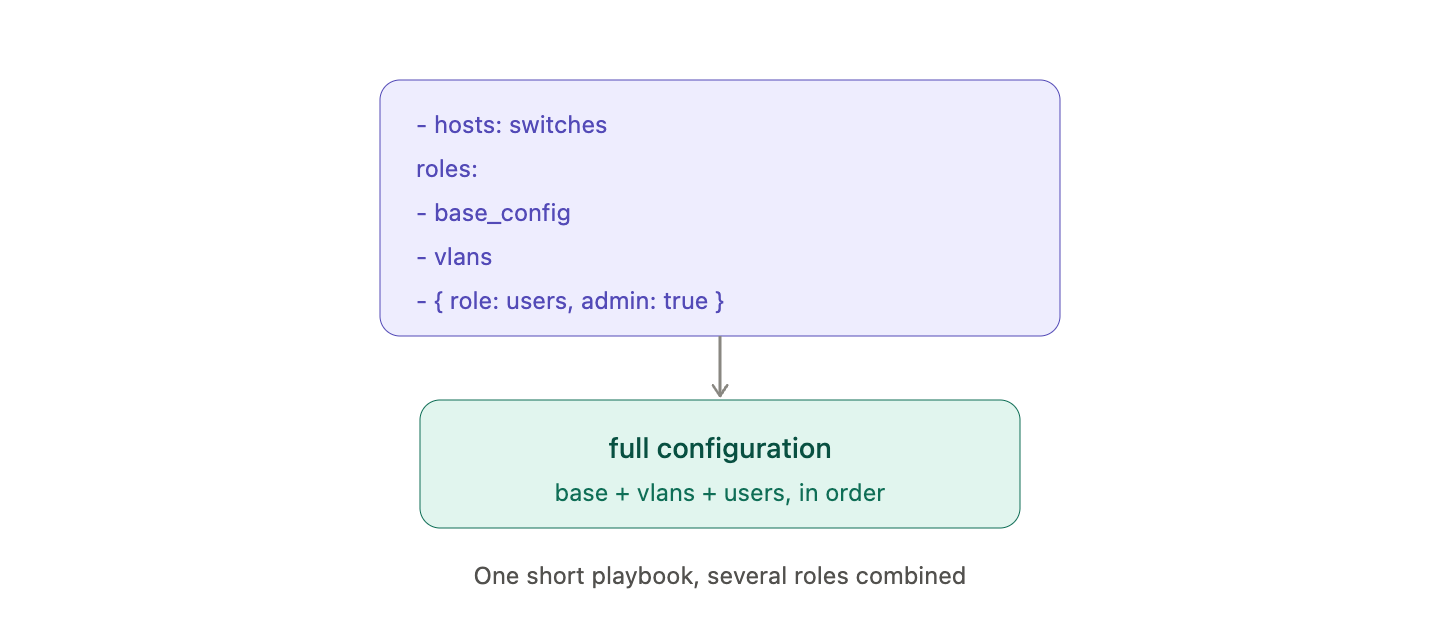 - hosts: switches
roles:
- base_config
- vlans
- { role: users, admin: true }
full configuration
base + vlans + users, in order
One short playbook, several roles combined